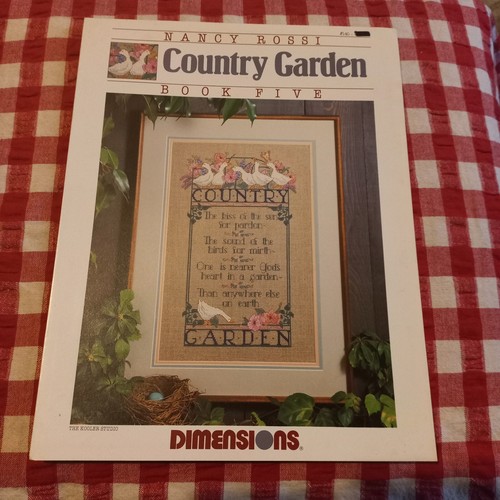 NANCY ROSSI
Country Garden
BOOK FIVE
COUNTRY
The kiss of the sun
for pardon
The sound of the
birds for mirth
One is nearer God's
heart in a garden
Than anywhere else
on earth
GARDEN
THE KOOLER STUDIO
DIMENSIONS®